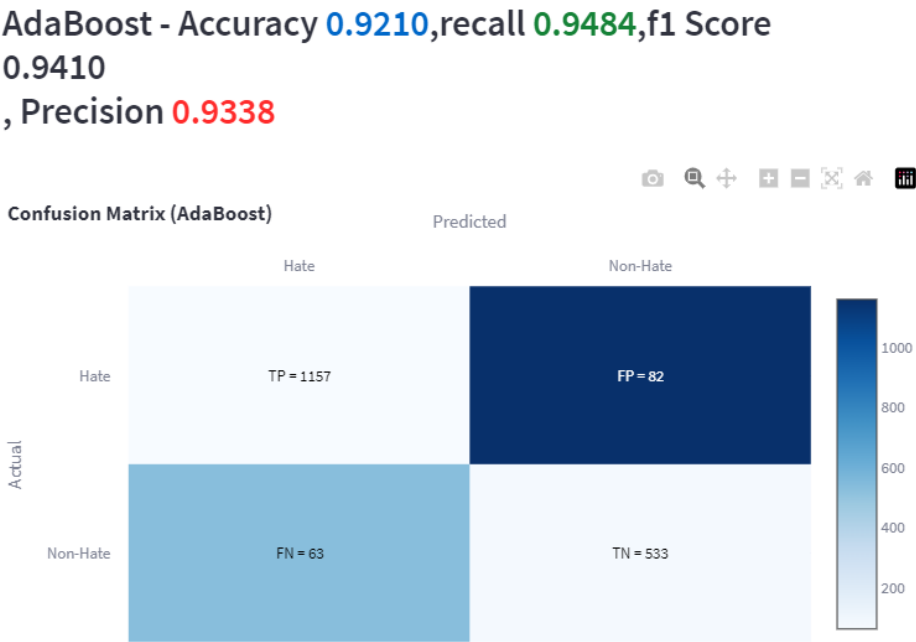 AdaBoost - Accuracy 0.9210,recall 0.9484,f1 Score
0.9410
, Precision 0.9338
Confusion Matrix (AdaBoost)
Predicted
Hate Non-Hate
Hate TP = 1157 FP = 82
Actual
Non-Hate FN = 63 TN = 533
1000
800
600
400
200